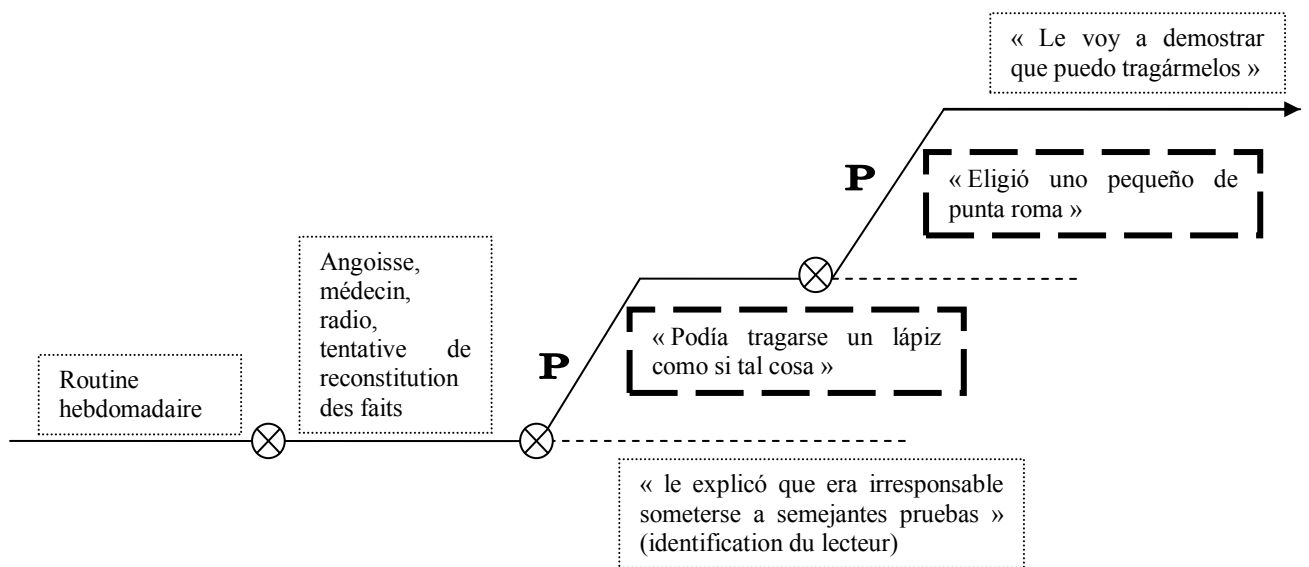 « Le voy a demostrar
que puedo tragármelos »
P
« Eligió uno pequeño de
punta roma »
Angoisse,
médecin,
radio,
tentative de
reconstitution
des faits
P
« Podía tragarse un lápiz
como si tal cosa »
Routine
hebdomadaire
« le explicó que era irresponsable
someterse a semejantes pruebas »
(identification du lecteur)